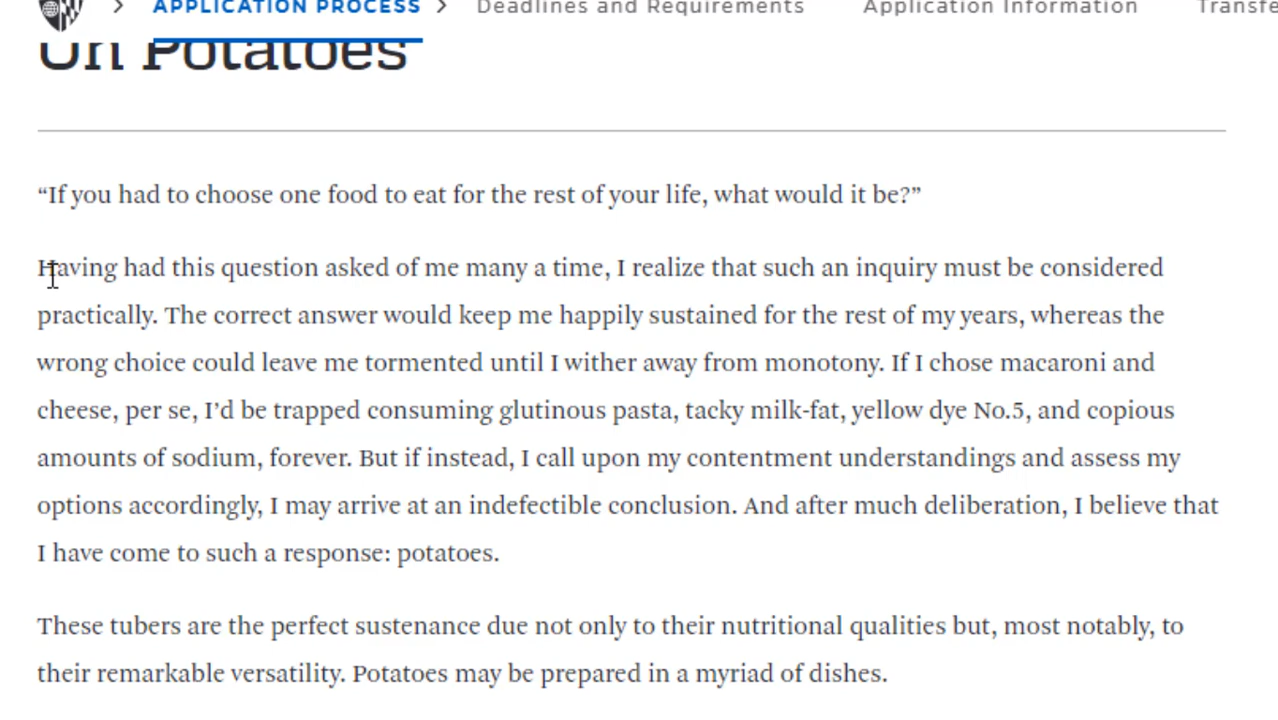 APPLICATION PROCESS Deadlines and Requirements Application Information
On Potatoes
“If you had to choose one food to eat for the rest of your life, what would it be?”
Having had this question asked of me many a time, I realize that such an inquiry must be considered
practically. The correct answer would keep me happily sustained for the rest of my years, whereas the
wrong choice could leave me tormented until I wither away from monotony. If I chose macaroni and
cheese, per se, I’d be trapped consuming glutinous pasta, tacky milk-fat, yellow dye No.5, and copious
amounts of sodium, forever. But if instead, I call upon my contentment understandings and assess my
options accordingly, I may arrive at an indefectible conclusion. And after much deliberation, I believe that
I have come to such a response: potatoes.
These tubers are the perfect sustenance due not only to their nutritional qualities but, most notably, to
their remarkable versatility. Potatoes may be prepared in a myriad of dishes.